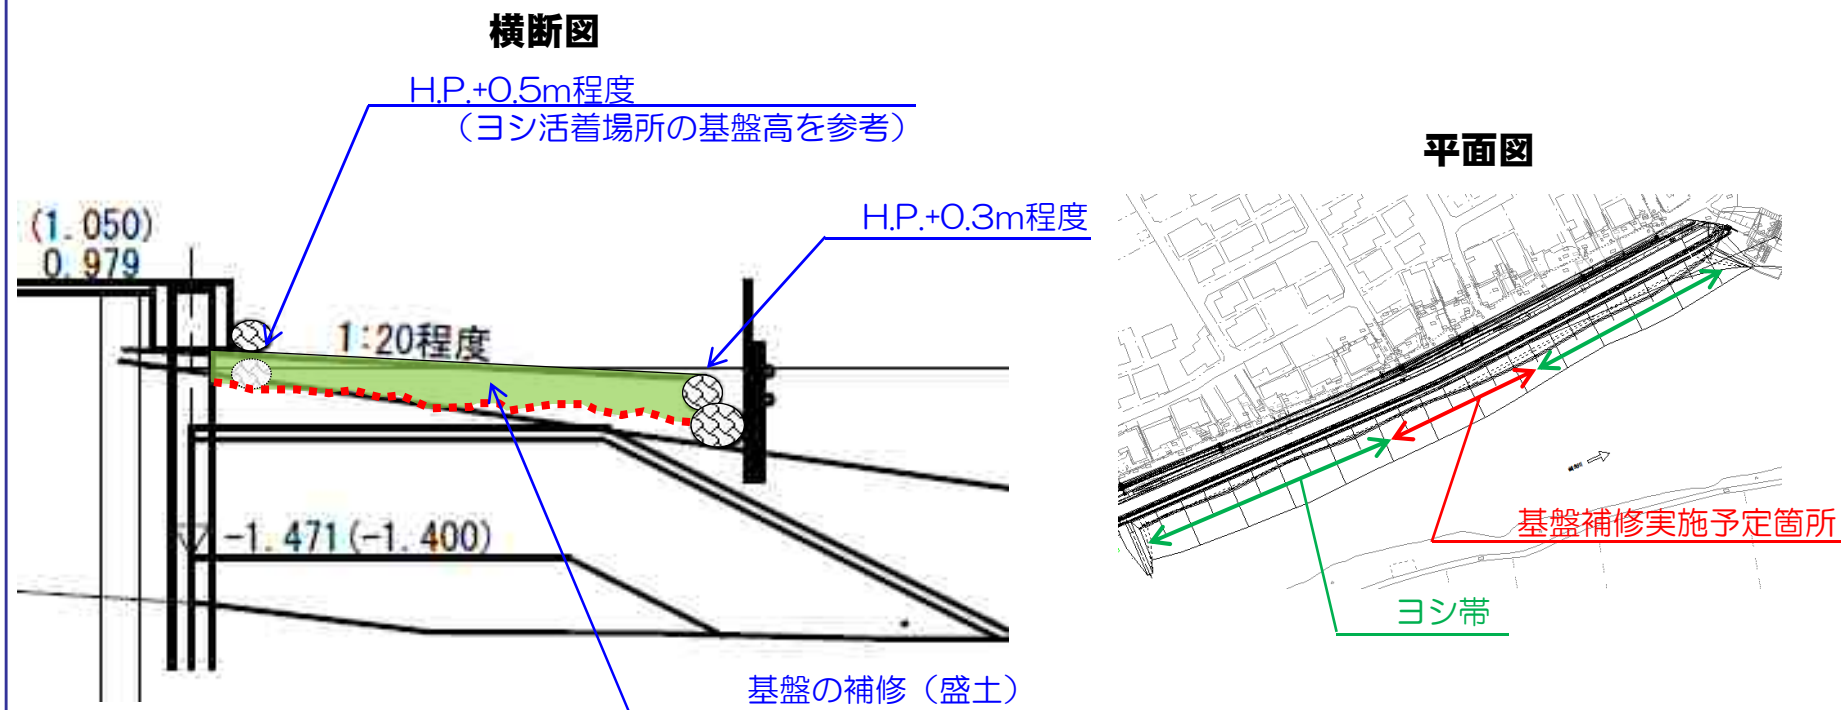 横断図
H.P.+0.5m程度
（ヨシ活着場所の基盤高を参考）
H.P.+0.3m程度
(1.050)
0.979
1:20程度
-1.471(-1.400)
基盤の補修（盛土）
平面図
基盤補修実施予定箇所
ヨシ帯